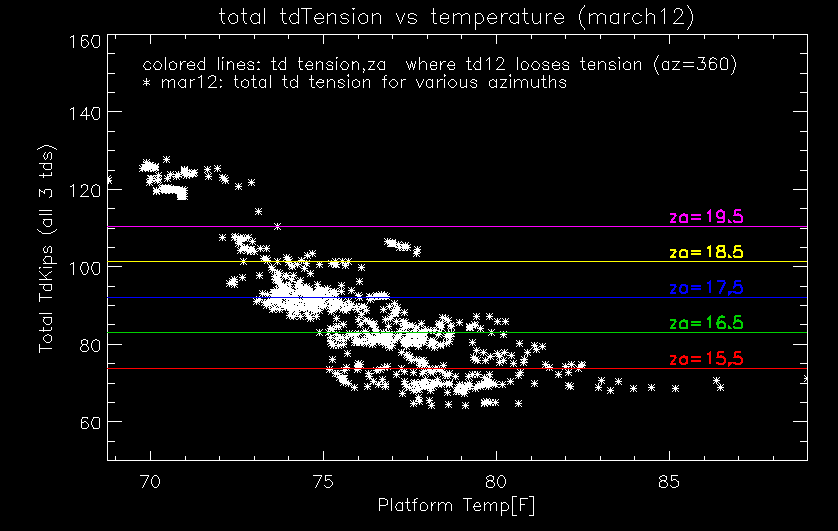 total tdTension vs temperature (march12)
colored lines: td tension,za  where td12 looses tension (az=360)
* mar12: total td tension for various azimuths
160
140
120
100
80
60
Total TdKips (all 3 tds)
za=19.5
za=18.5
za=17.5
za=16.5
za=15.5
70 75 80 85
Platform Temp[F]